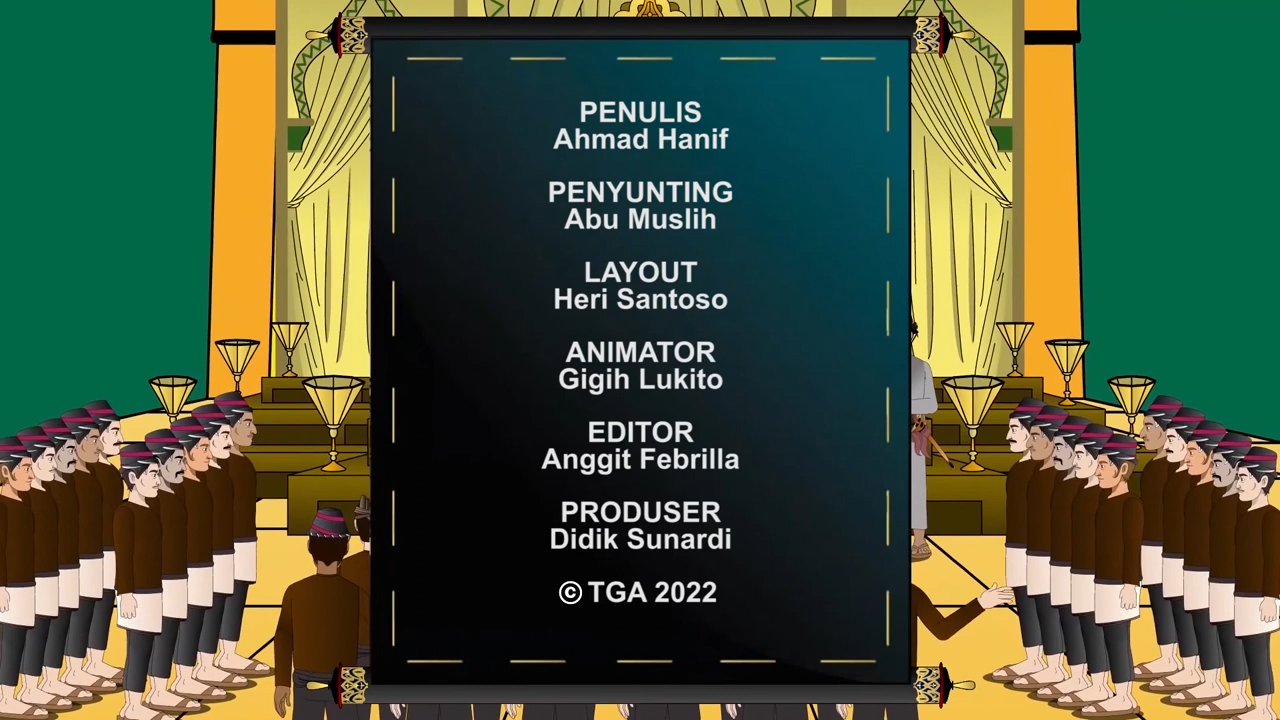 PENULIS
Ahmad Hanif
PENYUNTING
Abu Muslih
LAYOUT
Heri Santoso
ANIMATOR
Gigih Lukito
EDITOR
Anggit Febrilla
PRODUSER
Didik Sunardi
© TGA 2022